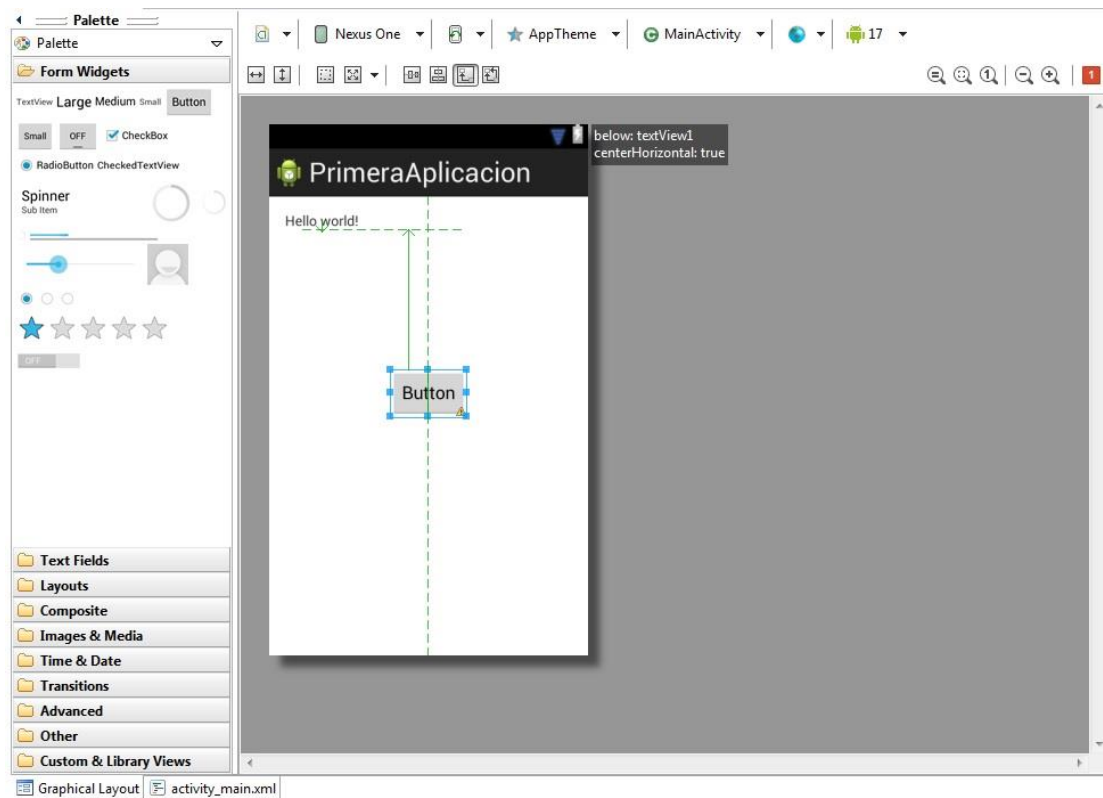 Palette
Palette
Form Widgets
TextView Large Medium Small Button
Small OFF CheckBox
RadioButton CheckedTextView
Spinner
Sub Item
OFF
Text Fields
Layouts
Composite
Images & Media
Time & Date
Transitions
Advanced
Other
Custom & Library Views
Graphical Layout activity_main.xml
Nexus One AppTheme MainActivity 17
1 1
below: textView1
centerHorizontal: true
PrimeraAplicacion
Hello world!
Button